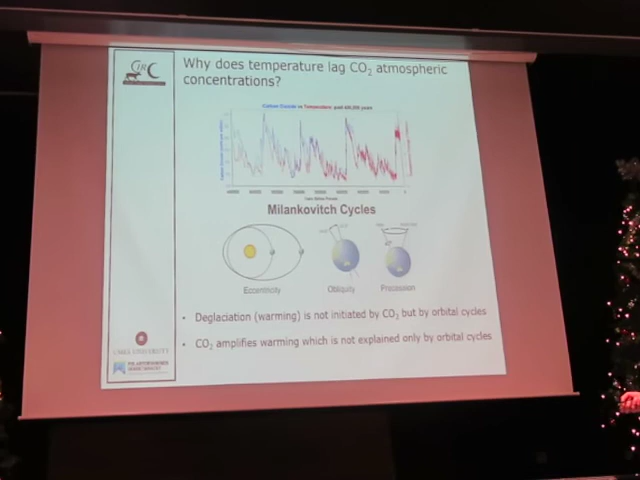 CIRC
Why does temperature lag CO2 atmospheric
concentrations?
Carbon Dioxide vs Temperature: past 400,000 years
Milankovitch Cycles
Eccentricity
Obliquity
Precession
• Deglaciation (warming) is not initiated by CO2 but by orbital cycles
• CO2 amplifies warming which is not explained only by orbital cycles
UNIVERSITY